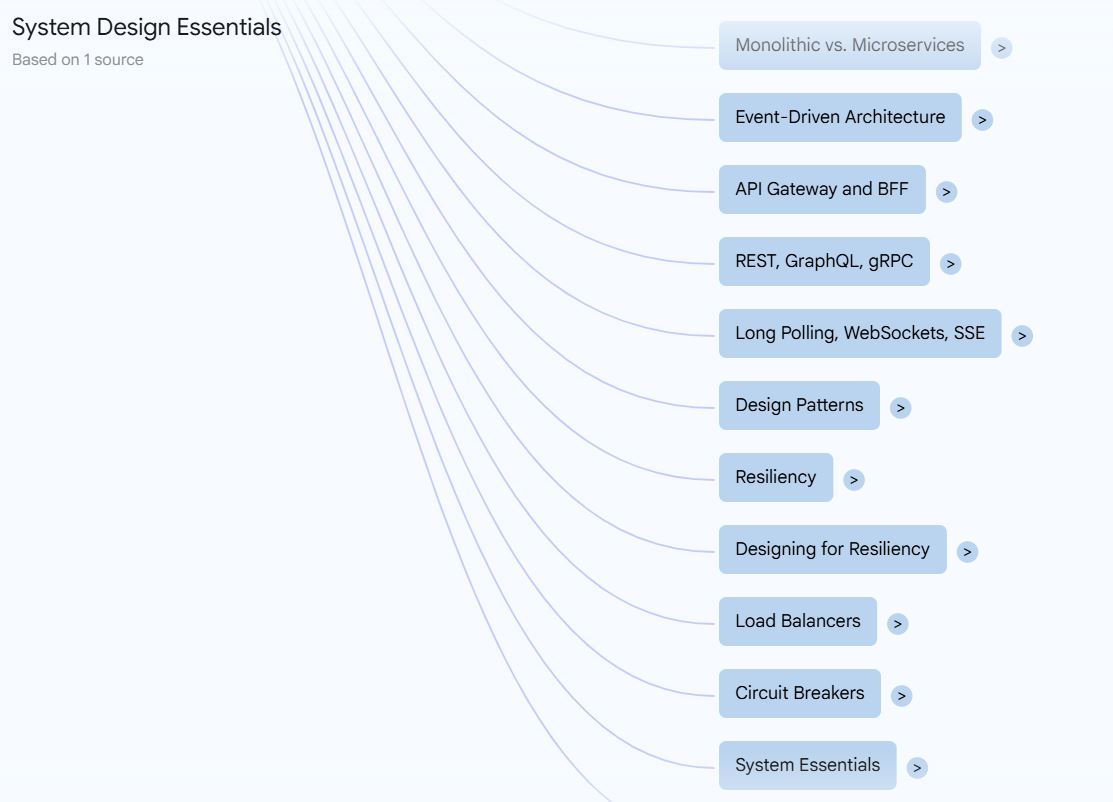 System Design Essentials
Based on 1 source
Monolithic vs. Microservices >
Event-Driven Architecture >
API Gateway and BFF >
REST, GraphQL, gRPC >
Long Polling, WebSockets, SSE >
Design Patterns >
Resiliency >
Designing for Resiliency >
Load Balancers >
Circuit Breakers >
System Essentials >